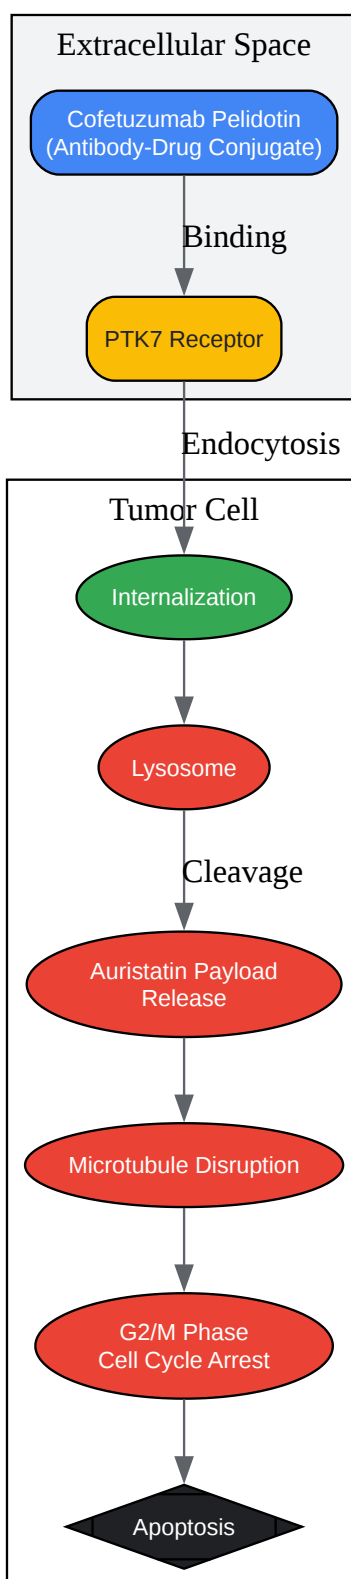 Extracellular Space
Cofetuzumab Pelidotin
(Antibody-Drug Conjugate)
Binding
PTK7 Receptor
Endocytosis
Tumor Cell
Internalization
Lysosome
Cleavage
Auristatin Payload
Release
Microtubule Disruption
G2/M Phase
Cell Cycle Arrest
Apoptosis